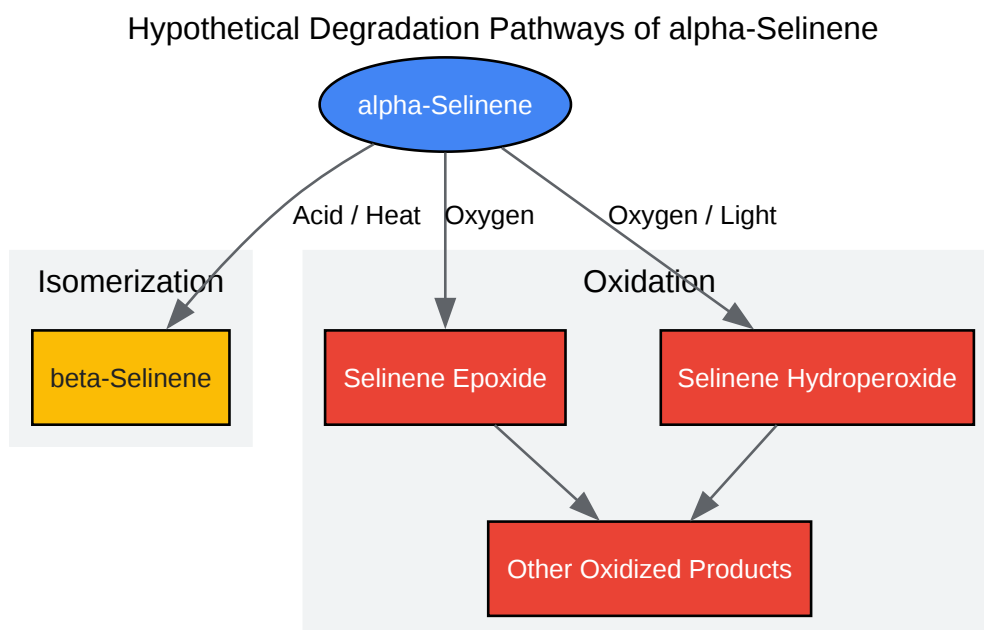 Hypothetical Degradation Pathways of alpha-Selinene
alpha-Selinene
Acid / Heat
Oxygen
Oxygen / Light
Isomerization
Oxidation
beta-Selinene
Selinene Epoxide
Selinene Hydroperoxide
Other Oxidized Products